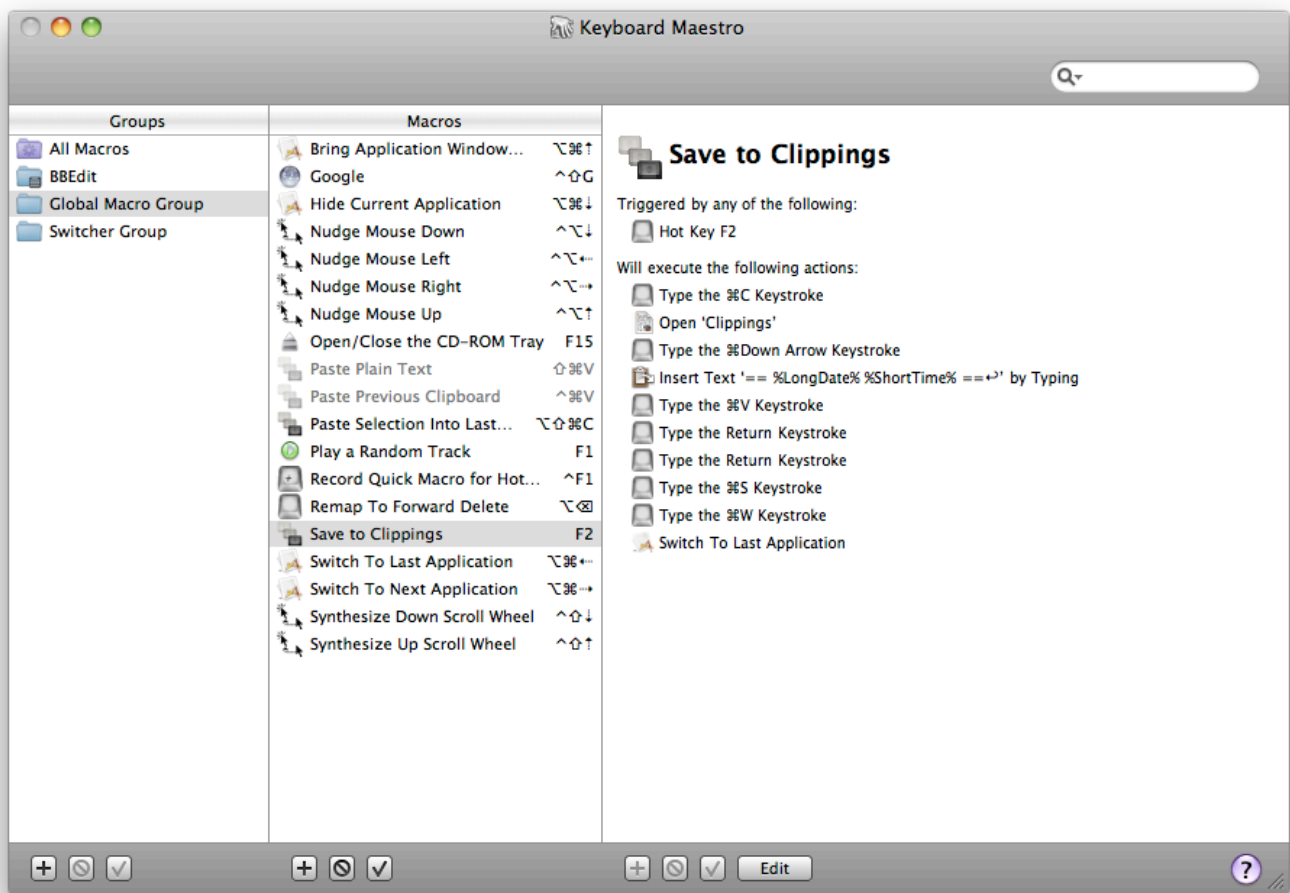 Keyboard Maestro
Groups
All Macros
BBEdit
Global Macro Group
Switcher Group
Macros
Bring Application Window... ⌥⌘↑
Google ^⇧G
Hide Current Application ⌥⌘↓
Nudge Mouse Down ^⌥↓
Nudge Mouse Left ^⌥⇠
Nudge Mouse Right ^⌥⇢
Nudge Mouse Up ^⌥↑
Open/Close the CD-ROM Tray F15
Paste Plain Text ⇧⌘V
Paste Previous Clipboard ^⌘V
Paste Selection Into Last... ⌥⇧⌘C
Play a Random Track F1
Record Quick Macro for Hot... ^F1
Remap To Forward Delete ⌥⌫
Save to Clippings F2
Switch To Last Application ⌥⌘⇠
Switch To Next Application ⌥⌘⇢
Synthesize Down Scroll Wheel ^⇧↓
Synthesize Up Scroll Wheel ^⇧↑
Save to Clippings
Triggered by any of the following:
Hot Key F2
Will execute the following actions:
Type the ⌘C Keystroke
Open 'Clippings'
Type the ⌘Down Arrow Keystroke
Insert Text '== %LongDate% %ShortTime% ==↩' by Typing
Type the ⌘V Keystroke
Type the Return Keystroke
Type the Return Keystroke
Type the ⌘S Keystroke
Type the ⌘W Keystroke
Switch To Last Application
Edit
?